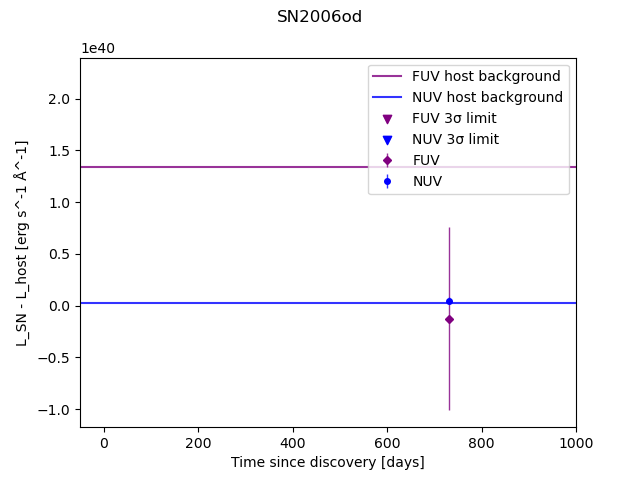 SN2006od
1e40
FUV host background
NUV host background
FUV 3σ limit
NUV 3σ limit
FUV
NUV
L_SN - L_host [erg s^-1 Å^-1]
2.0
1.5
1.0
0.5
0.0
−0.5
−1.0
0 200 400 600 800 1000
Time since discovery [days]